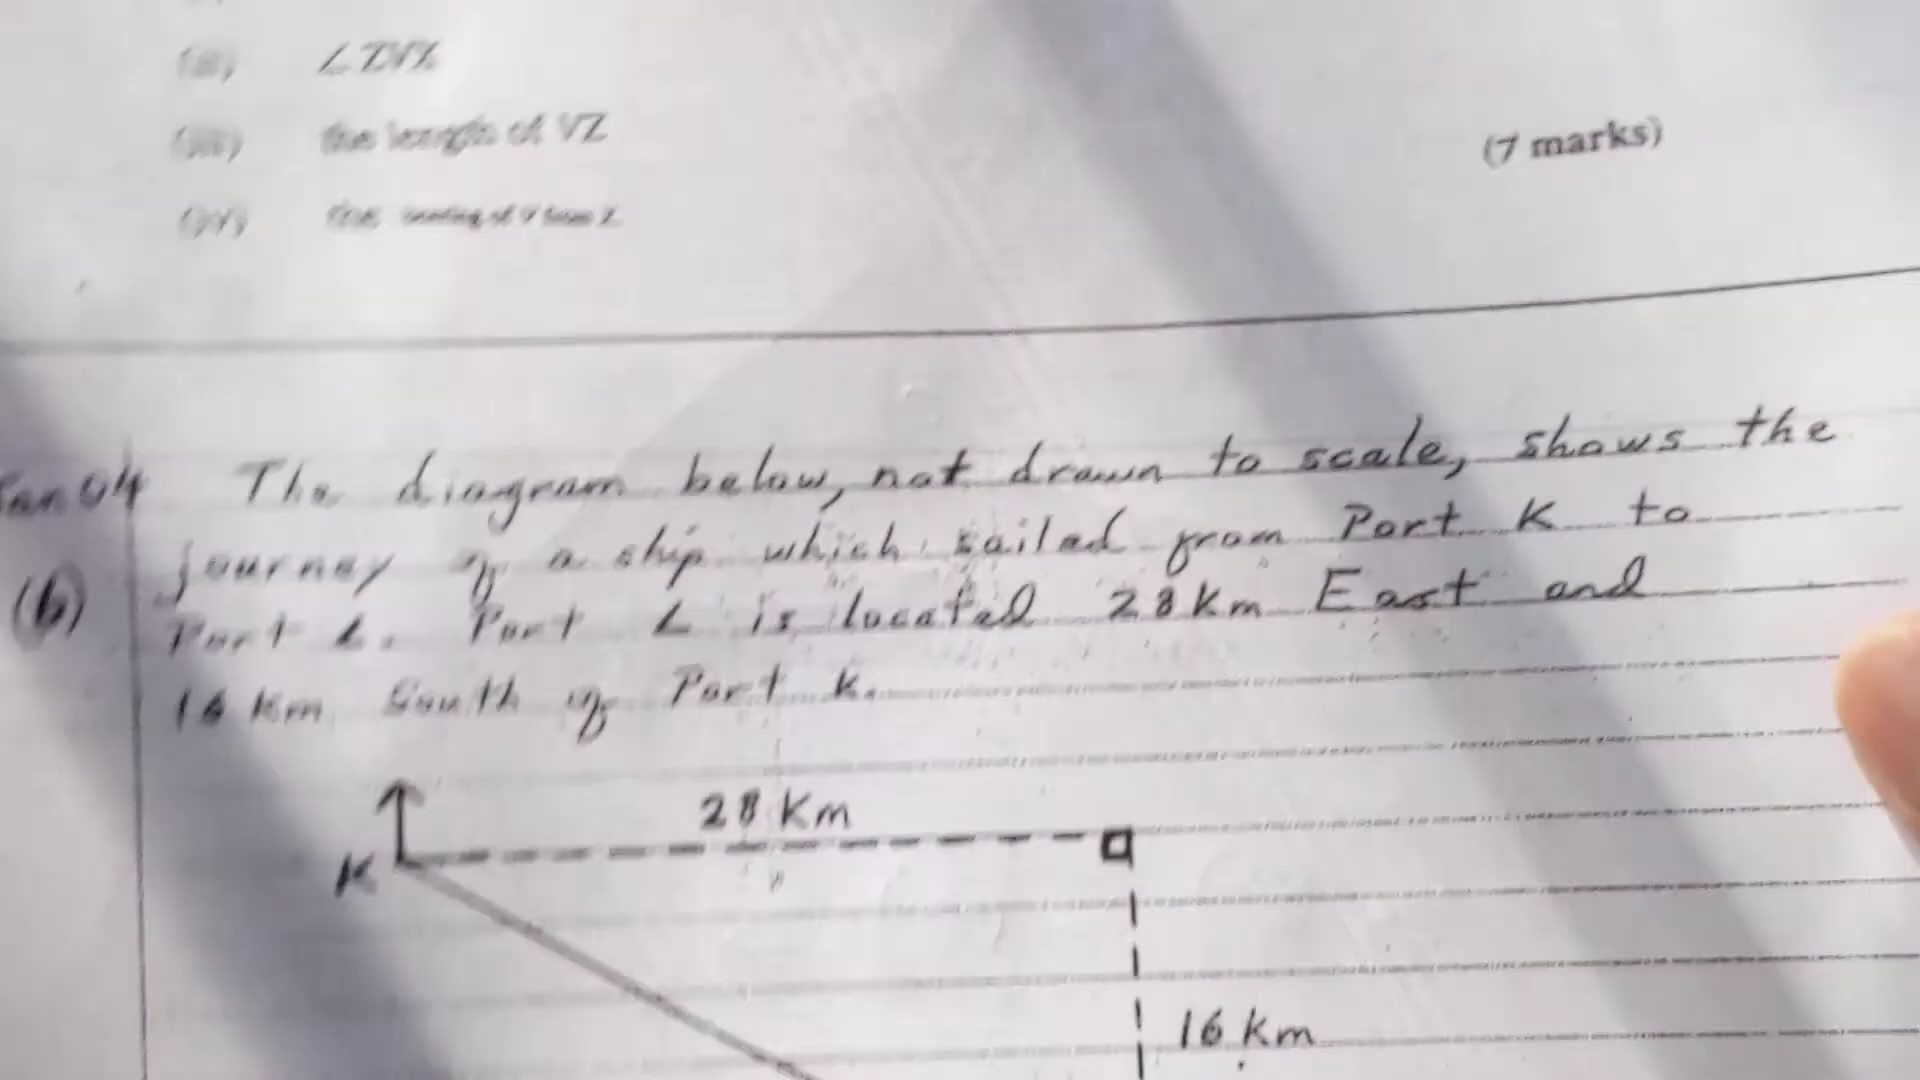 the length of VZ
(7 marks)
Jan 04 The diagram below, not drawn to scale, shows the
journey of a ship which sailed from Port K to
(b) Port L. Port L is located 28 km East and
16 km South of Port K.
28 Km
K
16 km